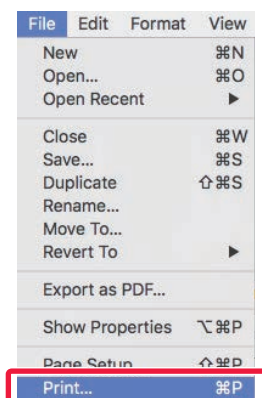 File Edit Format View
New ⌘N
Open... ⌘O
Open Recent ▶
Close ⌘W
Save... ⌘S
Duplicate ⇧⌘S
Rename...
Move To...
Revert To ▶
Export as PDF...
Show Properties ⌥⌘P
Page Setup ⇧⌘P
Print... ⌘P